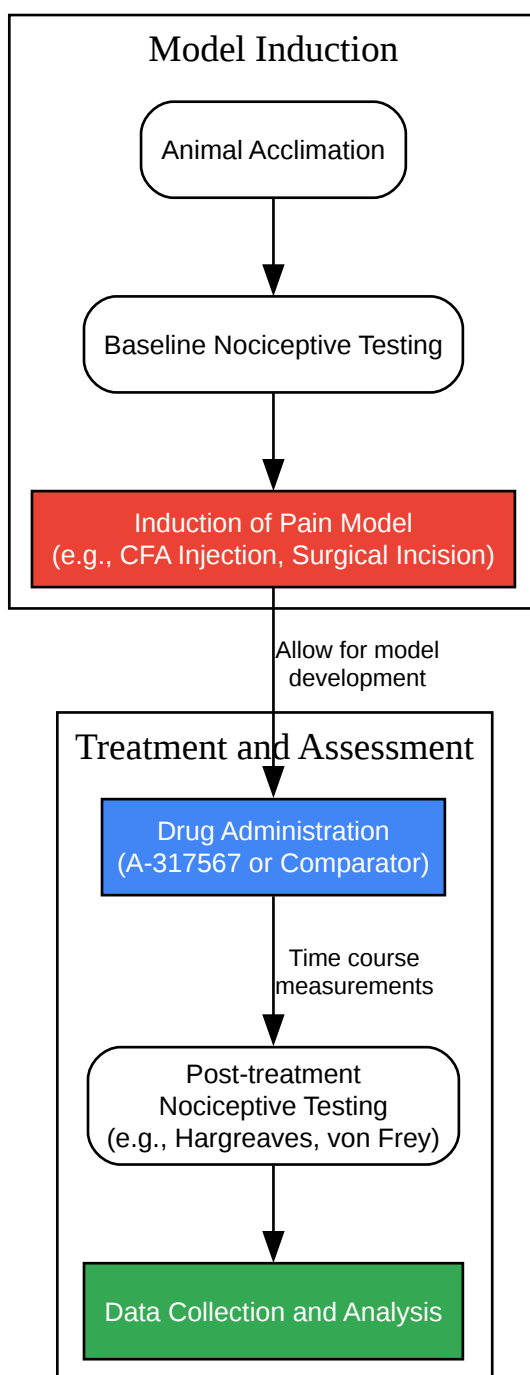 Model Induction
Animal Acclimation
Baseline Nociceptive Testing
Induction of Pain Model
(e.g., CFA Injection, Surgical Incision)
Allow for model
development
Treatment and Assessment
Drug Administration
(A-317567 or Comparator)
Time course
measurements
Post-treatment
Nociceptive Testing
(e.g., Hargreaves, von Frey)
Data Collection and Analysis